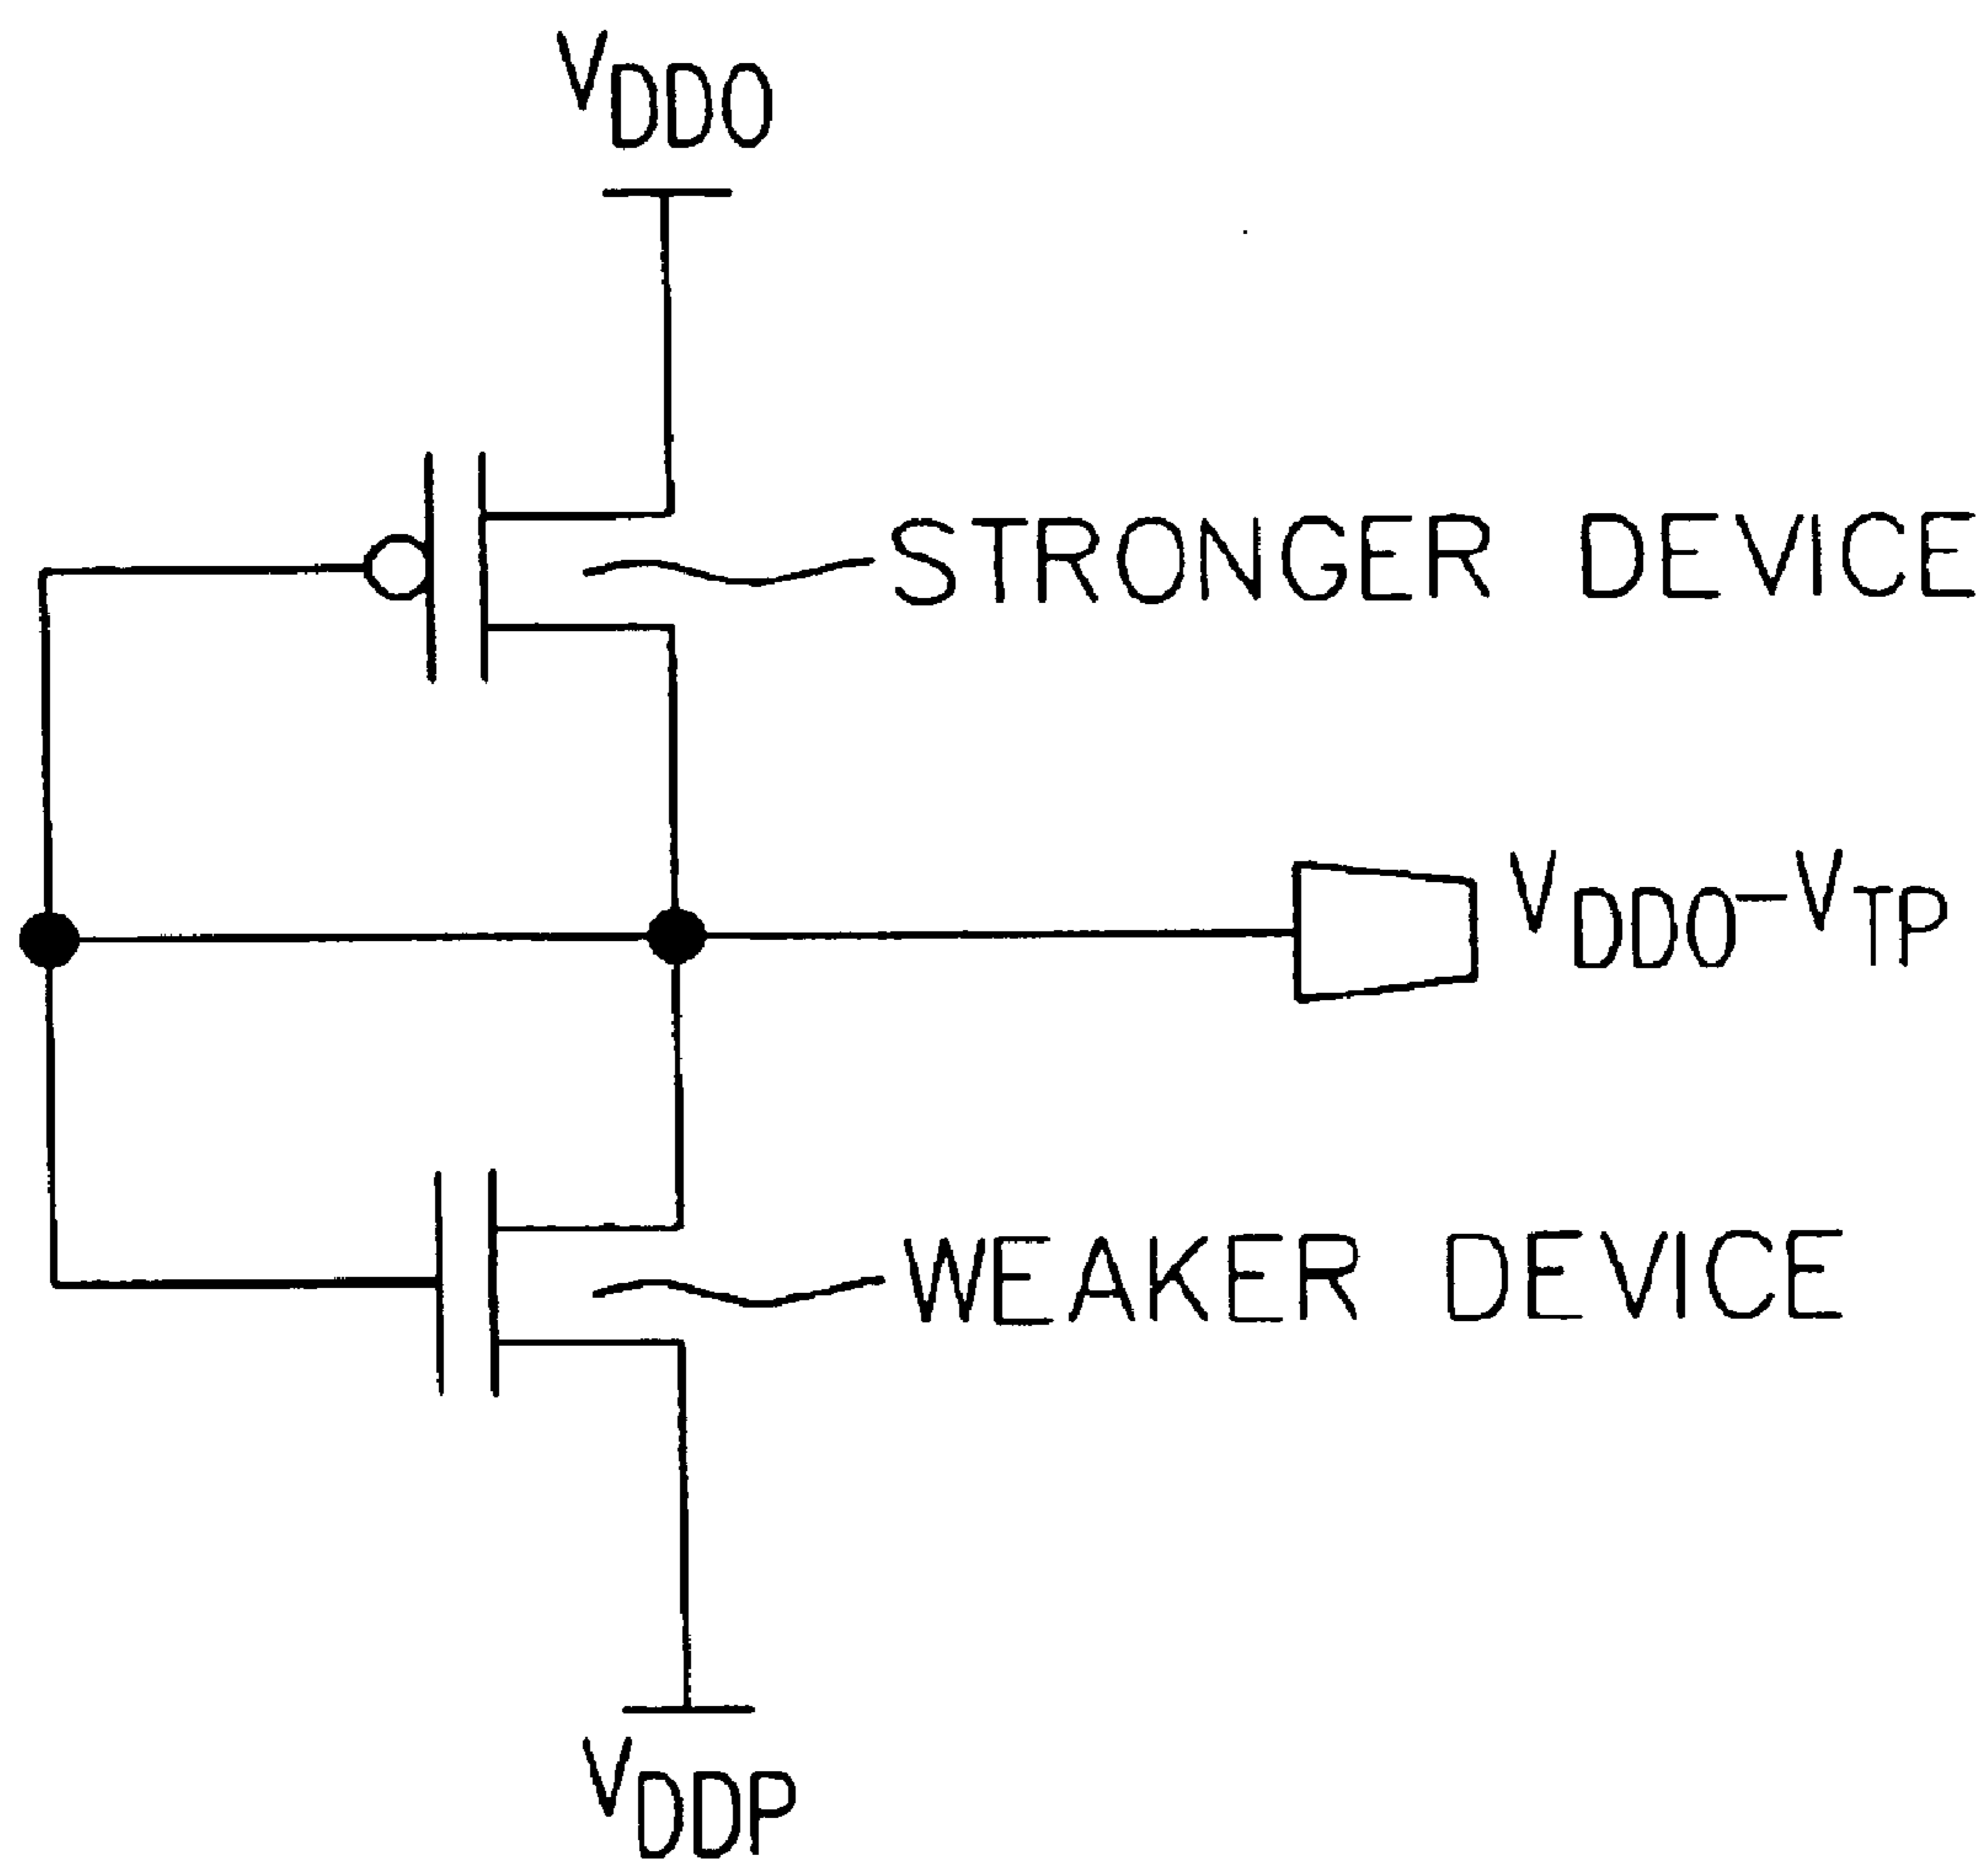 VDDO
STRONGER DEVICE
VDDO-VTP
WEAKER DEVICE
VDDP